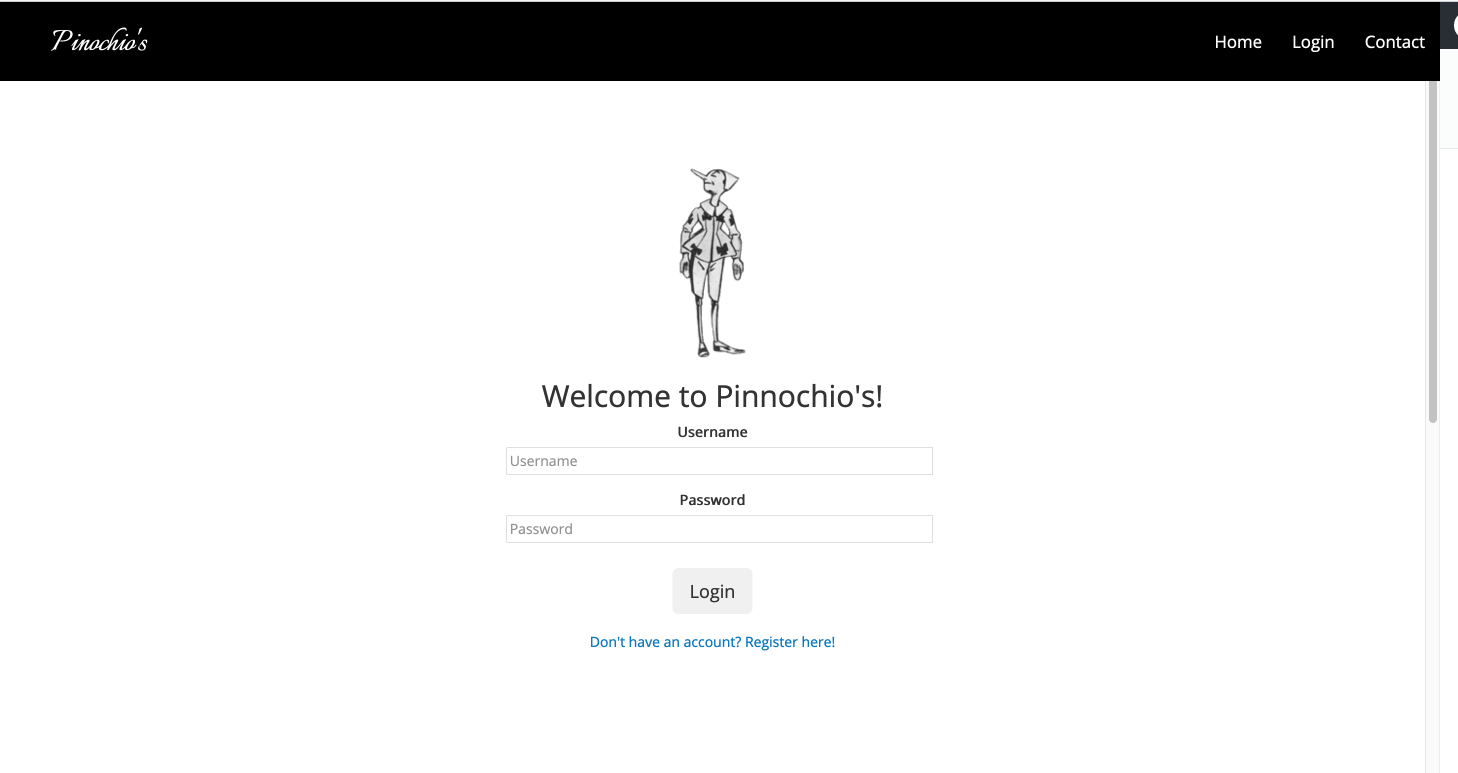 Pinochio's
Home Login Contact
Welcome to Pinnochio's!
Username
Username
Password
Password
Login
Don't have an account? Register here!